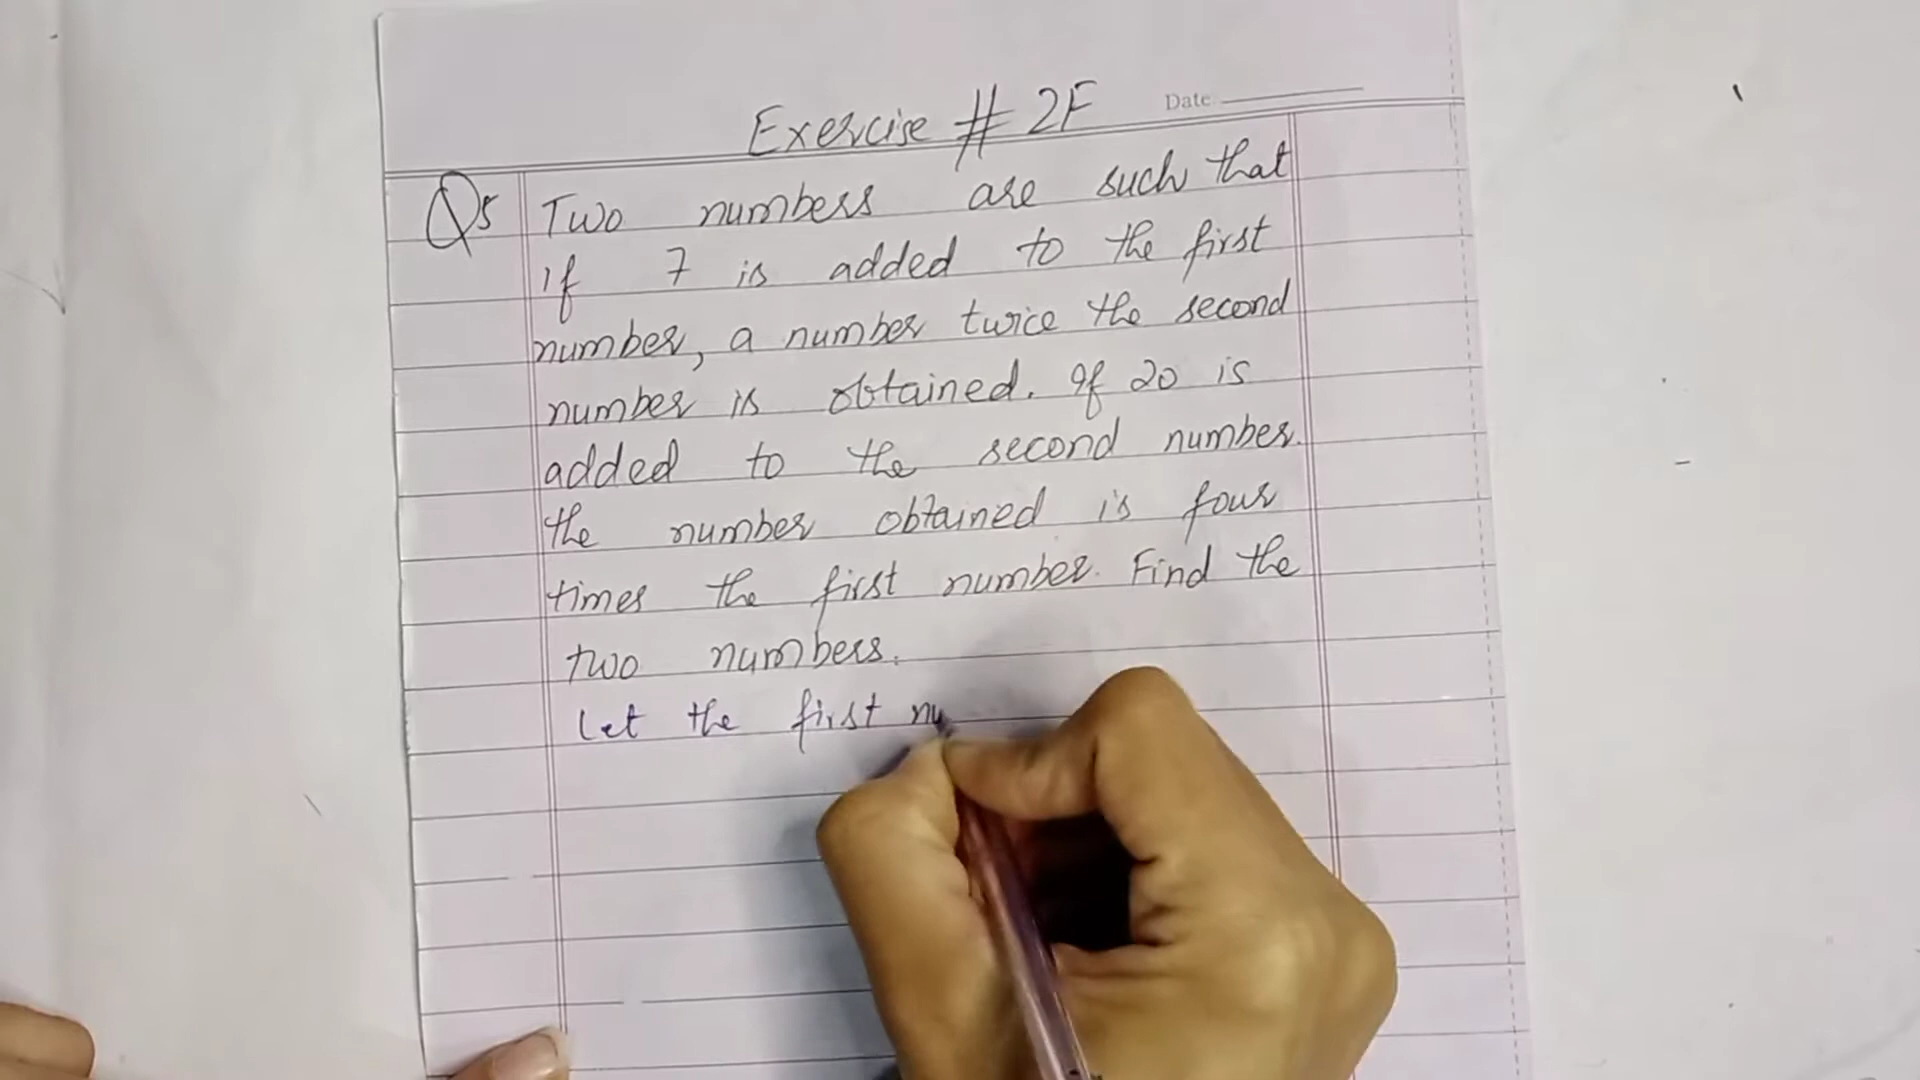 Exercise # 2F
Date
Q5 Two numbers are such that
if 7 is added to the first
number, a number twice the second
number is obtained. If 20 is
added to the second number.
the number obtained is four
times the first number. Find the
two numbers.
Let the first nu